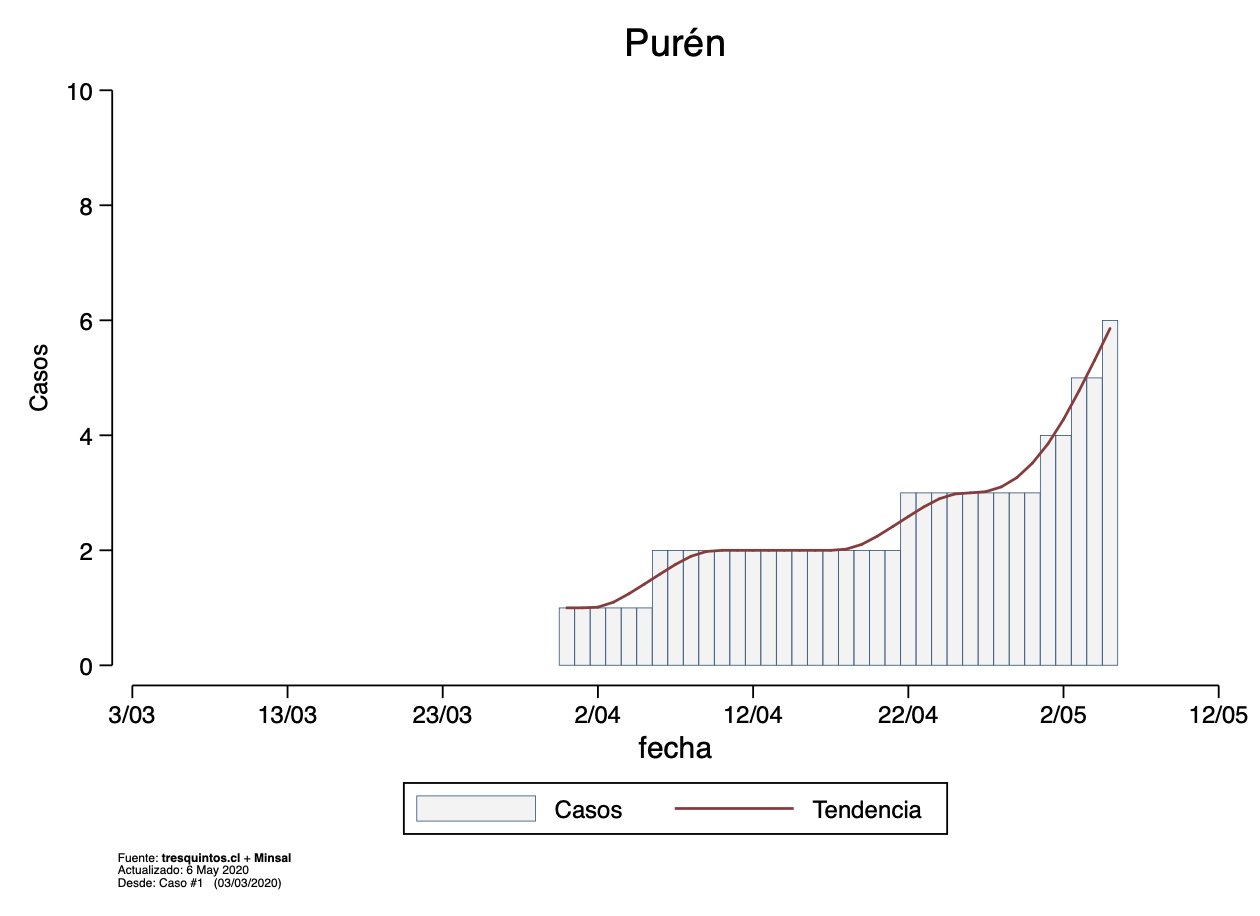 Purén
10
8
6
4
2
0
Casos
3/03 13/03 23/03 2/04 12/04 22/04 2/05 12/05
fecha
Casos Tendencia
Fuente: tresquintos.cl + Minsal
Actualizado: 6 May 2020
Desde: Caso #1 (03/03/2020)